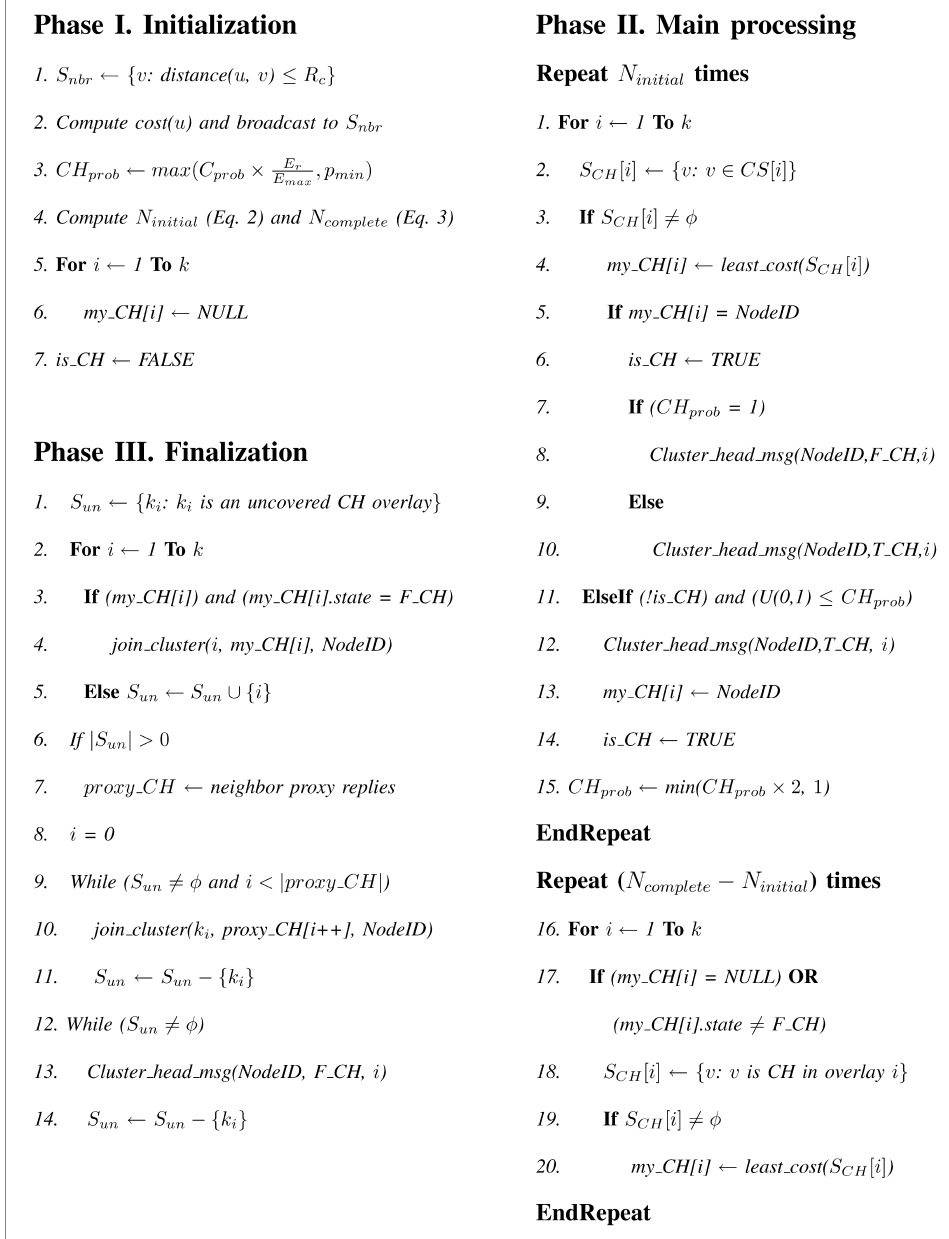 Phase I. Initialization
1. S_nbr ← {v: distance(u, v) ≤ R_c}
2. Compute cost(u) and broadcast to S_nbr
3. CH_prob ← max(C_prob × E_r/E_max, p_min)
4. Compute N_initial (Eq. 2) and N_complete (Eq. 3)
5. For i ← 1 To k
6. my_CH[i] ← NULL
7. is_CH ← FALSE
Phase III. Finalization
1. S_un ← {k_i: k_i is an uncovered CH overlay}
2. For i ← 1 To k
3. If (my_CH[i]) and (my_CH[i].state = F_CH)
4. join_cluster(i, my_CH[i], NodeID)
5. Else S_un ← S_un ∪ {i}
6. If |S_un| > 0
7. proxy_CH ← neighbor proxy replies
8. i = 0
9. While (S_un ≠ ϕ and i < |proxy_CH|)
10. join_cluster(k_i, proxy_CH[i++], NodeID)
11. S_un ← S_un − {k_i}
12. While (S_un ≠ ϕ)
13. Cluster_head_msg(NodeID, F_CH, i)
14. S_un ← S_un − {k_i}
Phase II. Main processing
Repeat N_initial times
1. For i ← 1 To k
2. S_CH[i] ← {v: v ∈ CS[i]}
3. If S_CH[i] ≠ ϕ
4. my_CH[i] ← least_cost(S_CH[i])
5. If my_CH[i] = NodeID
6. is_CH ← TRUE
7. If (CH_prob = 1)
8. Cluster_head_msg(NodeID,F_CH,i)
9. Else
10. Cluster_head_msg(NodeID,T_CH,i)
11. ElseIf (!is_CH) and (U(0,1) ≤ CH_prob)
12. Cluster_head_msg(NodeID,T_CH, i)
13. my_CH[i] ← NodeID
14. is_CH ← TRUE
15. CH_prob ← min(CH_prob × 2, 1)
EndRepeat
Repeat (N_complete − N_initial) times
16. For i ← 1 To k
17. If (my_CH[i] = NULL) OR
(my_CH[i].state ≠ F_CH)
18. S_CH[i] ← {v: v is CH in overlay i}
19. If S_CH[i] ≠ ϕ
20. my_CH[i] ← least_cost(S_CH[i])
EndRepeat